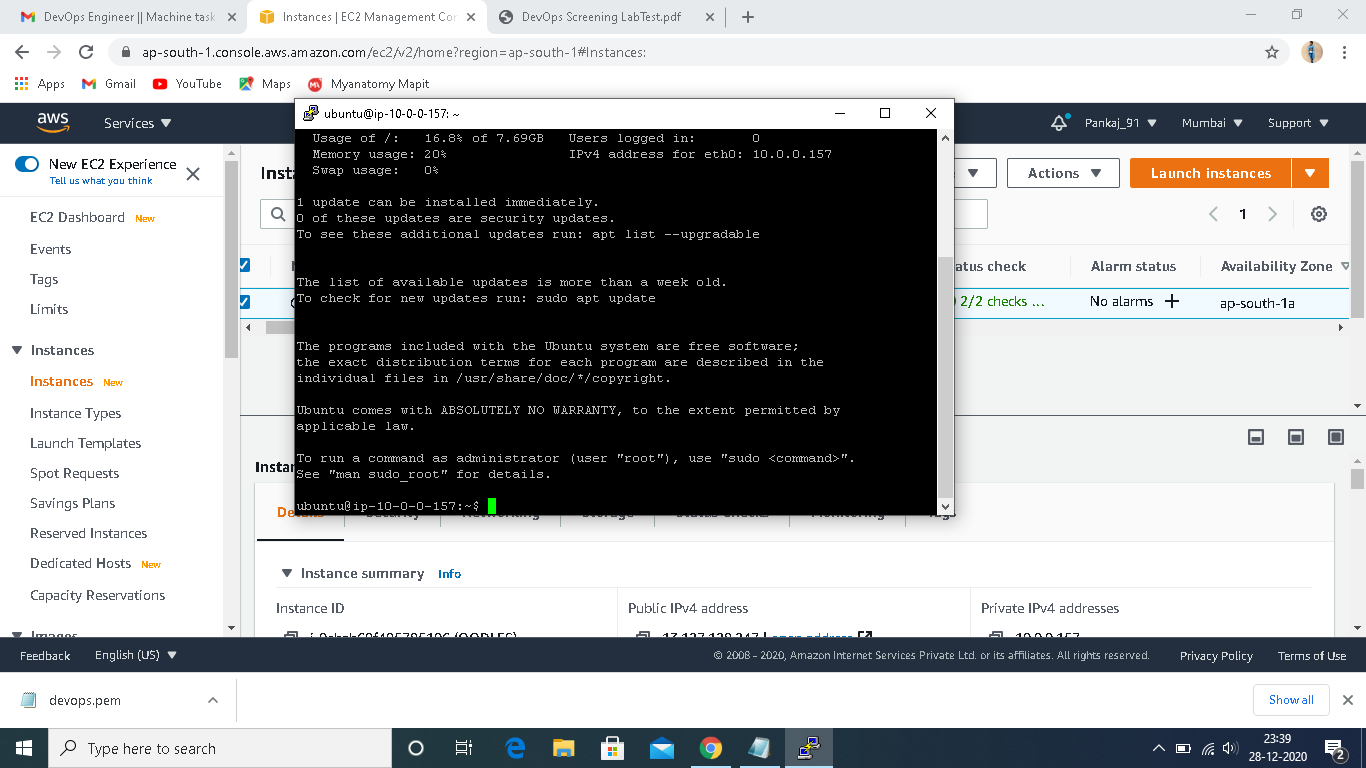 DevOps Engineer || Machine task
Instances | EC2 Management Con
DevOps Screening LabTest.pdf
ap-south-1.console.aws.amazon.com/ec2/v2/home?region=ap-south-1#Instances:
Apps Gmail YouTube Maps Myanatomy Mapit
aws Services Pankaj_91 Mumbai Support
New EC2 Experience
Tell us what you think
EC2 Dashboard New
Events
Tags
Limits
Instances
Instances New
Instance Types
Launch Templates
Spot Requests
Savings Plans
Reserved Instances
Dedicated Hosts New
Capacity Reservations
Images
Actions Launch instances
1
Alarm status Availability Zone
2/2 checks ... No alarms ap-south-1a
ubuntu@ip-10-0-0-157: ~
Usage of /: 16.8% of 7.69GB Users logged in: 0
Memory usage: 20% IPv4 address for eth0: 10.0.0.157
Swap usage: 0%
1 update can be installed immediately.
0 of these updates are security updates.
To see these additional updates run: apt list --upgradable
The list of available updates is more than a week old.
To check for new updates run: sudo apt update
The programs included with the Ubuntu system are free software;
the exact distribution terms for each program are described in the
individual files in /usr/share/doc/*/copyright.
Ubuntu comes with ABSOLUTELY NO WARRANTY, to the extent permitted by
applicable law.
To run a command as administrator (user "root"), use "sudo <command>".
See "man sudo_root" for details.
ubuntu@ip-10-0-0-157:~$
Details
Instance summary Info
Instance ID Public IPv4 address Private IPv4 addresses
10.0.0.157
Feedback English (US) © 2008 - 2020, Amazon Internet Services Private Ltd. or its affiliates. All rights reserved. Privacy Policy Terms of Use
devops.pem Show all
Type here to search
23:39
28-12-2020
2